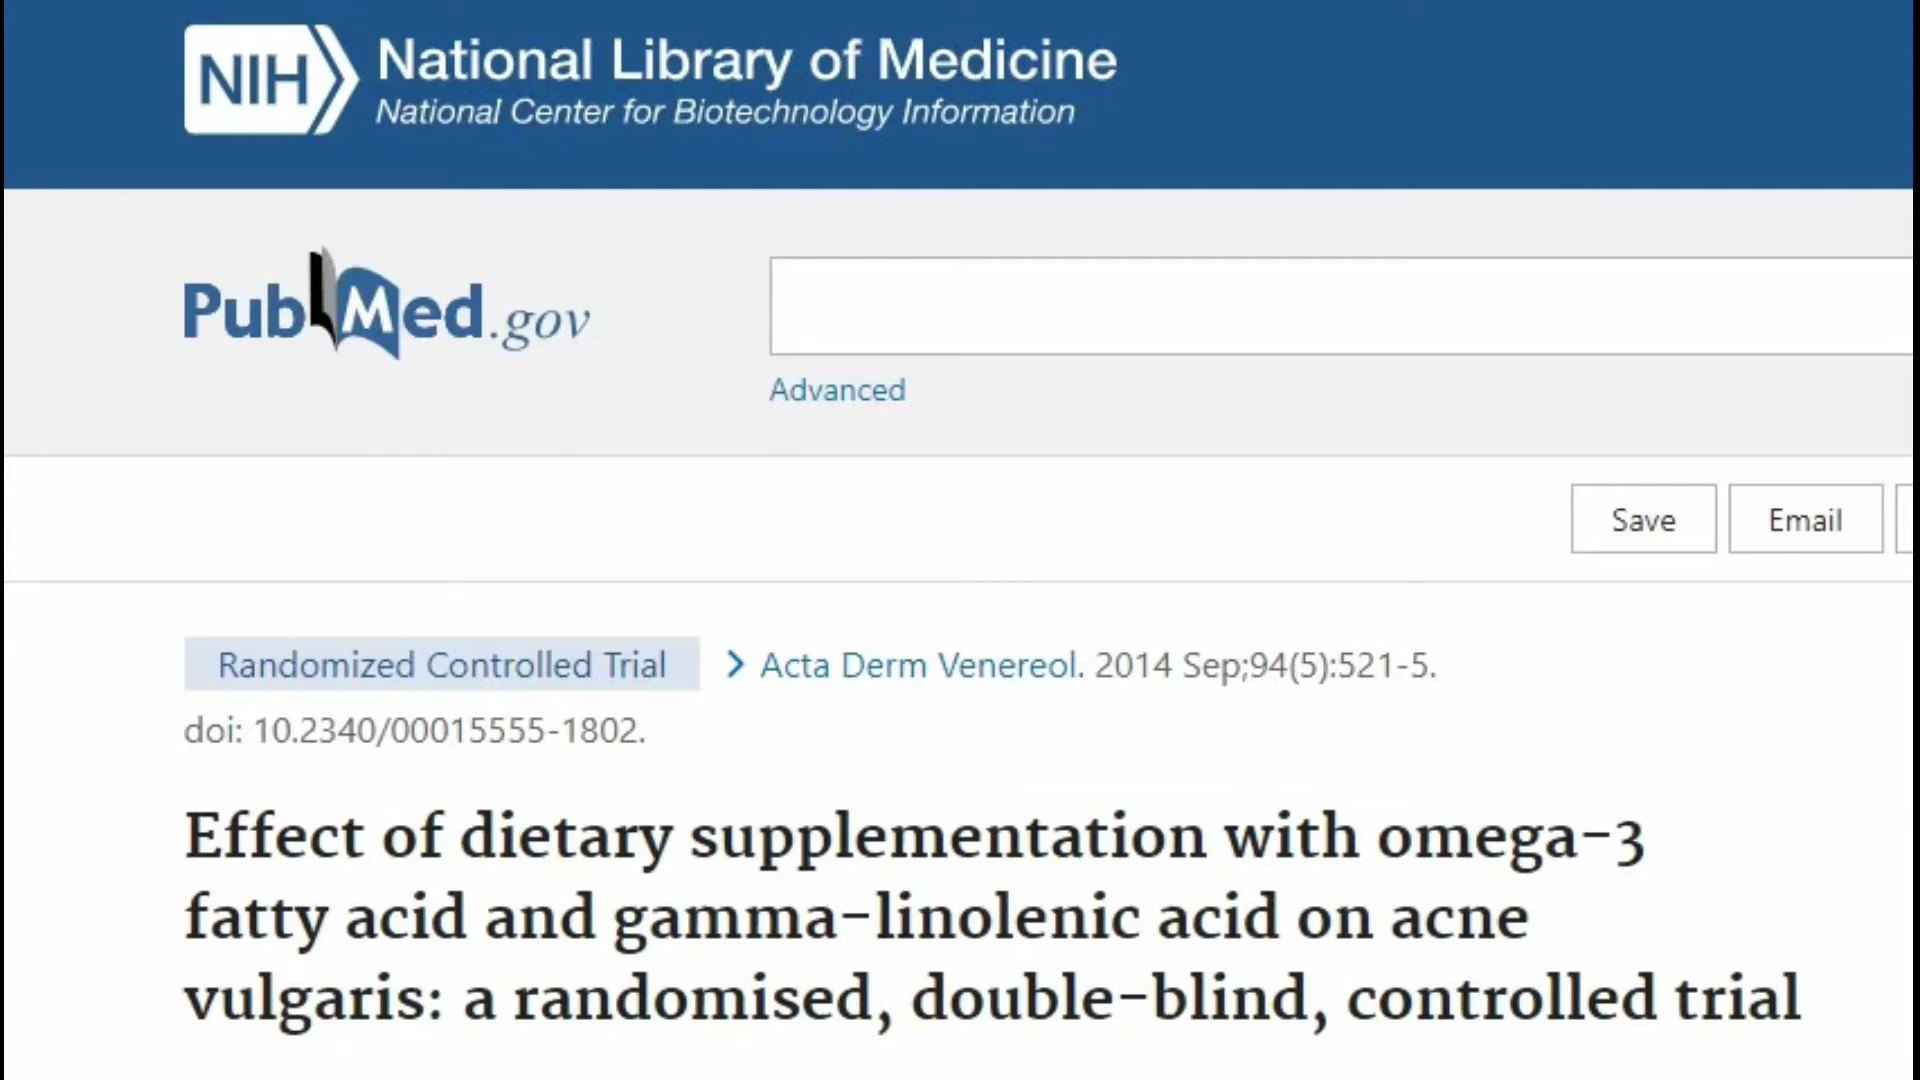 NIH National Library of Medicine
National Center for Biotechnology Information
PubMed.gov
Advanced
Save Email
Randomized Controlled Trial > Acta Derm Venereol. 2014 Sep;94(5):521-5.
doi: 10.2340/00015555-1802.
Effect of dietary supplementation with omega-3
fatty acid and gamma-linolenic acid on acne
vulgaris: a randomised, double-blind, controlled trial